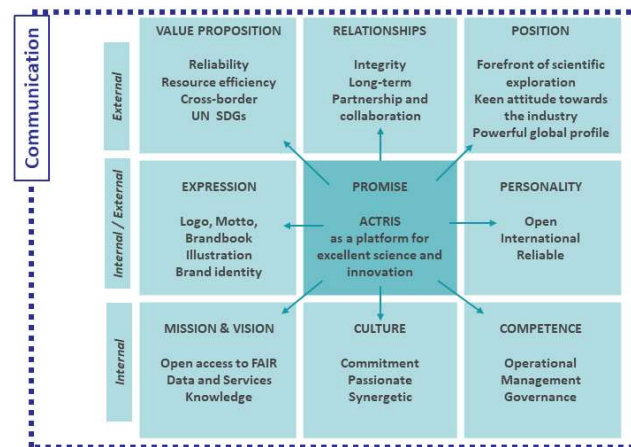 Communication
External
VALUE PROPOSITION
Reliability
Resource efficiency
Cross-border
UN SDGs
RELATIONSHIPS
Integrity
Long-term
Partnership and
collaboration
POSITION
Forefront of scientific
exploration
Keen attitude towards
the industry
Powerful global profile
Internal / External
EXPRESSION
Logo, Motto,
Brandbook
Illustration
Brand identity
PROMISE
ACTRIS
as a platform for
excellent science and
innovation
PERSONALITY
Open
International
Reliable
Internal
MISSION & VISION
Open access to FAIR
Data and Services
Knowledge
CULTURE
Commitment
Passionate
Synergetic
COMPETENCE
Operational
Management
Governance